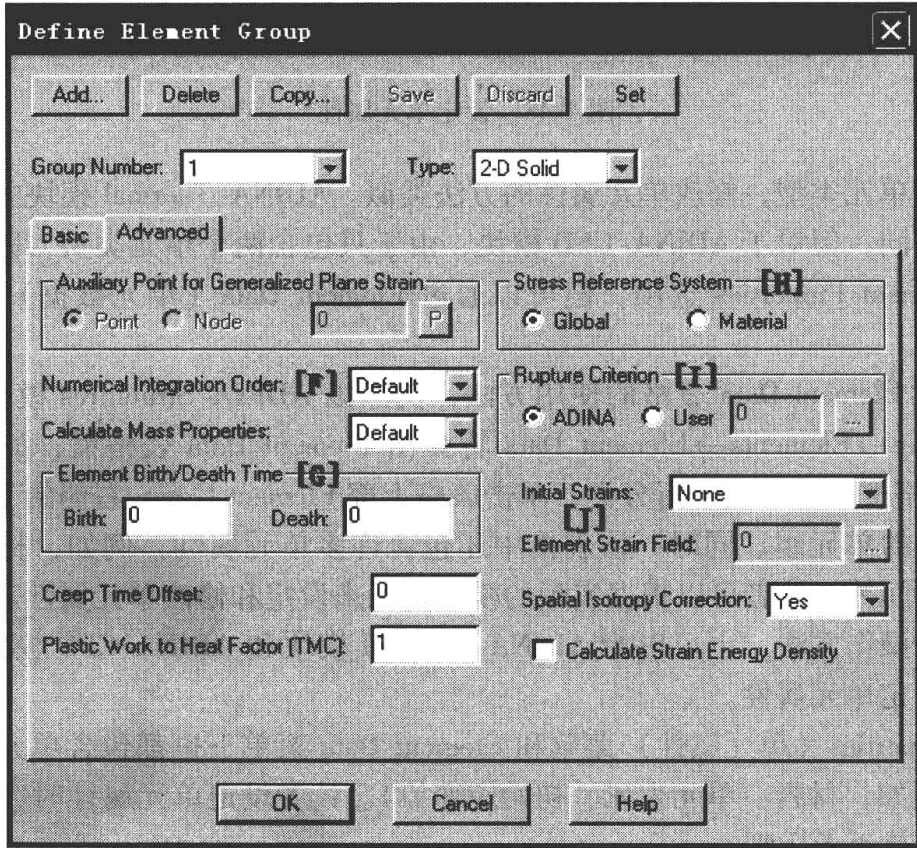 Define Element Group
Add... Delete Copy... Save Discard Set
Group Number: 1 Type: 2-D Solid
Basic Advanced
Auxiliary Point for Generalized Plane Strain
Point Node 0 P
Stress Reference System [H]
Global Material
Numerical Integration Order: [F] Default
Calculate Mass Properties: Default
Rupture Criterion [I]
ADINA User 0 ...
Element Birth/Death Time [G]
Birth: 0 Death: 0
Initial Strains: None
[J]
Element Strain Field: 0 ...
Creep Time Offset: 0
Spatial Isotropy Correction: Yes
Plastic Work to Heat Factor (TMC): 1
Calculate Strain Energy Density
OK Cancel Help